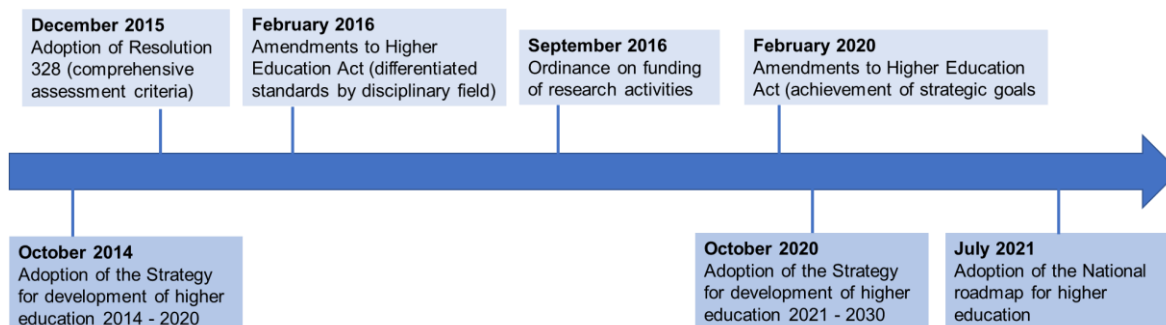 December 2015
Adoption of Resolution
328 (comprehensive
assessment criteria)
February 2016
Amendments to Higher
Education Act (differentiated
standards by disciplinary field)
September 2016
Ordinance on funding
of research activities
February 2020
Amendments to Higher Education
Act (achievement of strategic goals
October 2014
Adoption of the Strategy
for development of higher
education 2014 - 2020
October 2020
Adoption of the Strategy
for development of higher
education 2021 - 2030
July 2021
Adoption of the National
roadmap for higher
education